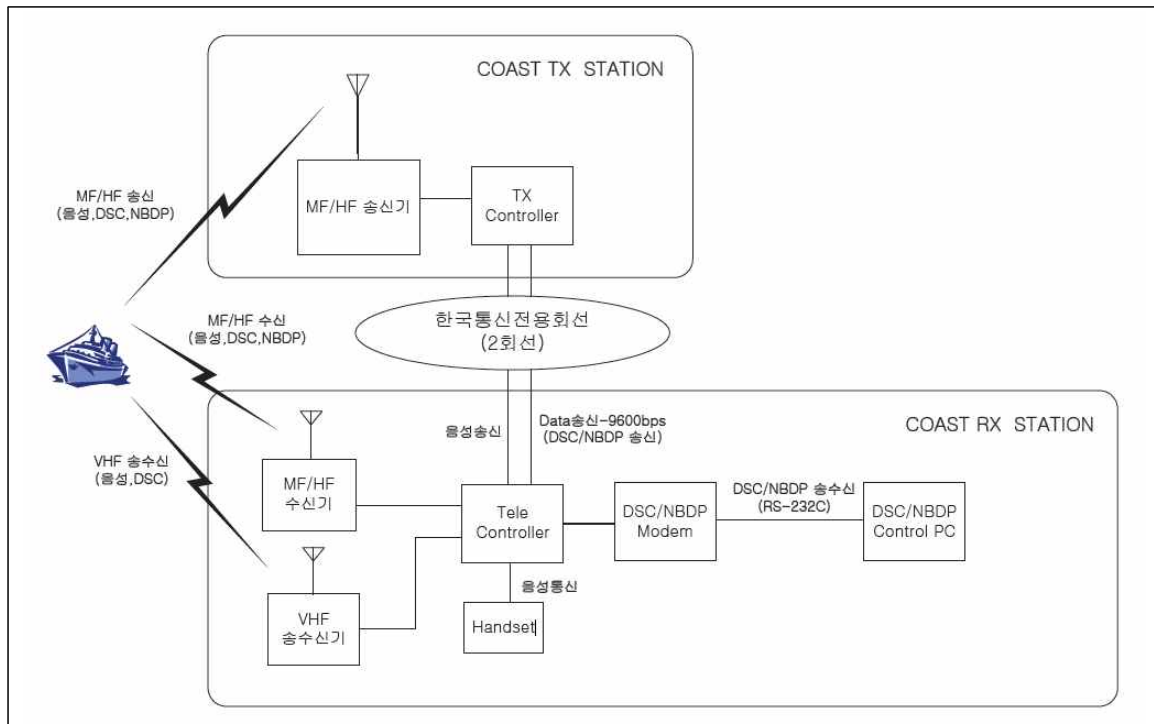 COAST TX STATION
MF/HF 송신기
TX
Controller
MF/HF 송신
(음성,DSC,NBDP)
한국통신전용회선
(2회선)
MF/HF 수신
(음성,DSC,NBDP)
COAST RX STATION
음성송신
Data송신-9600bps
(DSC/NBDP 송신)
VHF 송수신
(음성,DSC)
MF/HF
수신기
Tele
Controller
DSC/NBDP
Modem
DSC/NBDP 송수신
(RS-232C)
DSC/NBDP
Control PC
음성통신
VHF
송수신기
Handset